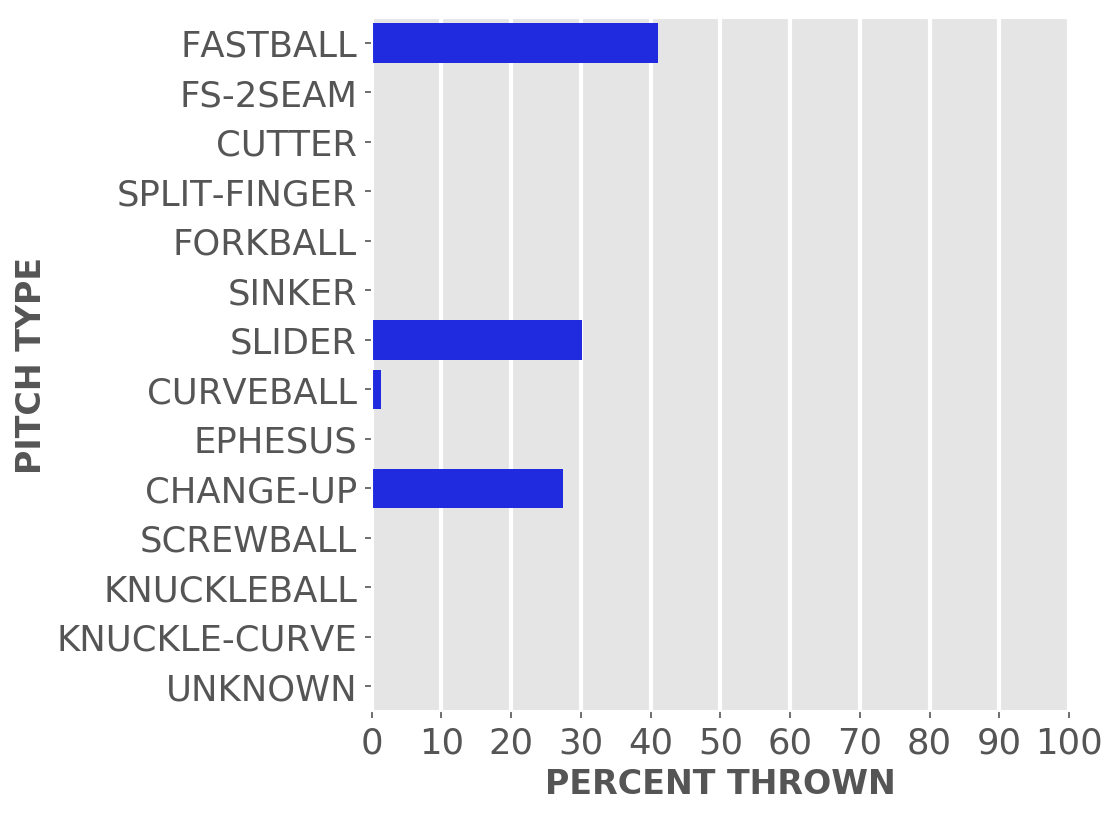 PITCH TYPE
FASTBALL
FS-2SEAM
CUTTER
SPLIT-FINGER
FORKBALL
SINKER
SLIDER
CURVEBALL
EPHESUS
CHANGE-UP
SCREWBALL
KNUCKLEBALL
KNUCKLE-CURVE
UNKNOWN
0 10 20 30 40 50 60 70 80 90 100
PERCENT THROWN